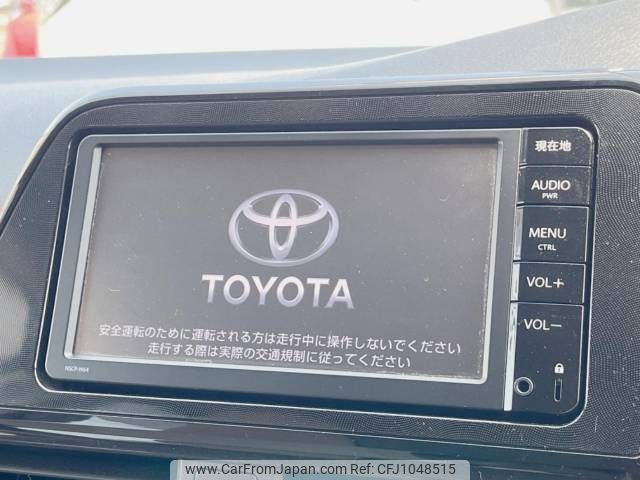 現在地
AUDIO
PWR
MENU
CTRL
VOL+
VOL−
TOYOTA
安全運転のために運転される方は走行中に操作しないでください
走行する際は実際の交通規制に従ってください
NSCP-W64
www.CarFromJapan.com - Ref.CFJ1048515